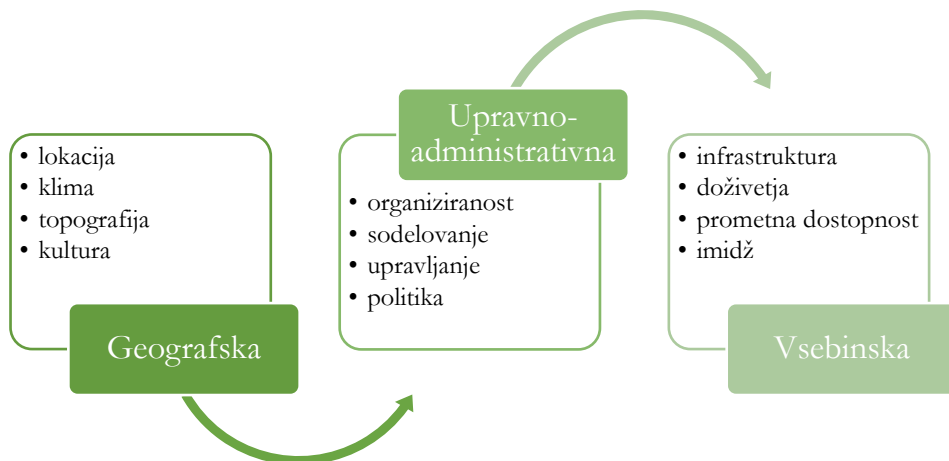 • lokacija
• klima
• topografija
• kultura
Geografska
Upravno-
administrativna
• organiziranost
• sodelovanje
• upravljanje
• politika
• infrastruktura
• doživetja
• prometna dostopnost
• imidž
Vsebinska